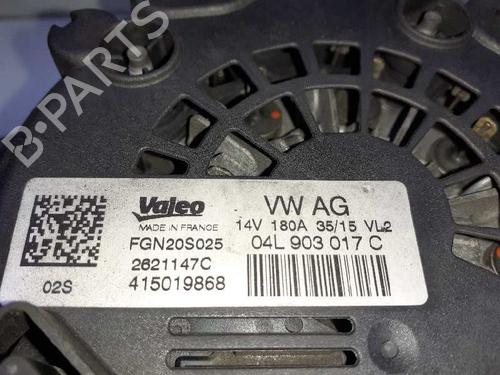 B-PARTS
Valeo
MADE IN FRANCE
FGN20S025
2621147C
415019868
02S
VW AG
14V 180A 35/15 VL2
04L 903 017 C